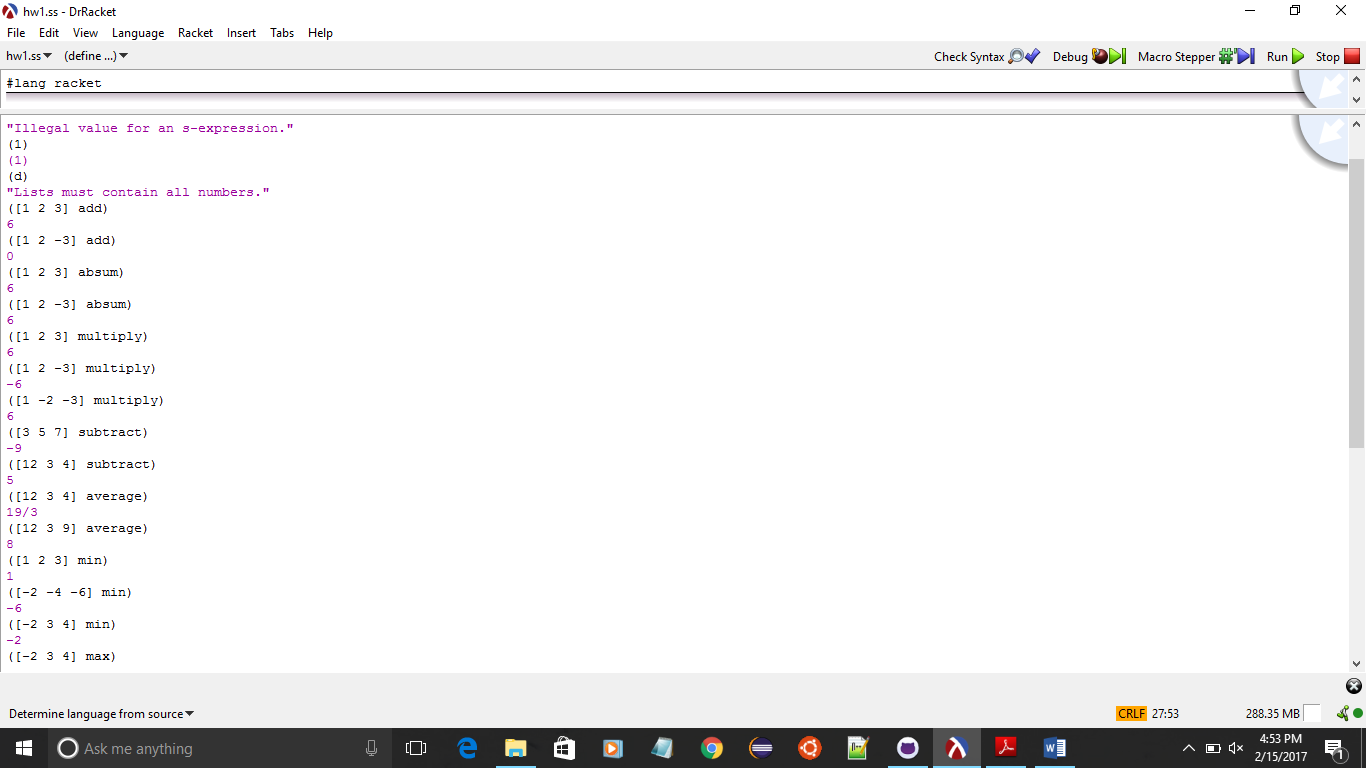 hw1.ss - DrRacket
File Edit View Language Racket Insert Tabs Help
hw1.ss (define ...) Check Syntax Debug Macro Stepper Run Stop
#lang racket
"Illegal value for an s-expression."
(1)
(1)
(d)
"Lists must contain all numbers."
([1 2 3] add)
6
([1 2 -3] add)
0
([1 2 3] absum)
6
([1 2 -3] absum)
6
([1 2 3] multiply)
6
([1 2 -3] multiply)
-6
([1 -2 -3] multiply)
6
([3 5 7] subtract)
-9
([12 3 4] subtract)
5
([12 3 4] average)
19/3
([12 3 9] average)
8
([1 2 3] min)
1
([-2 -4 -6] min)
-6
([-2 3 4] min)
-2
([-2 3 4] max)
Determine language from source CRLF 27:53 288.35 MB
Ask me anything 4:53 PM
2/15/2017 1